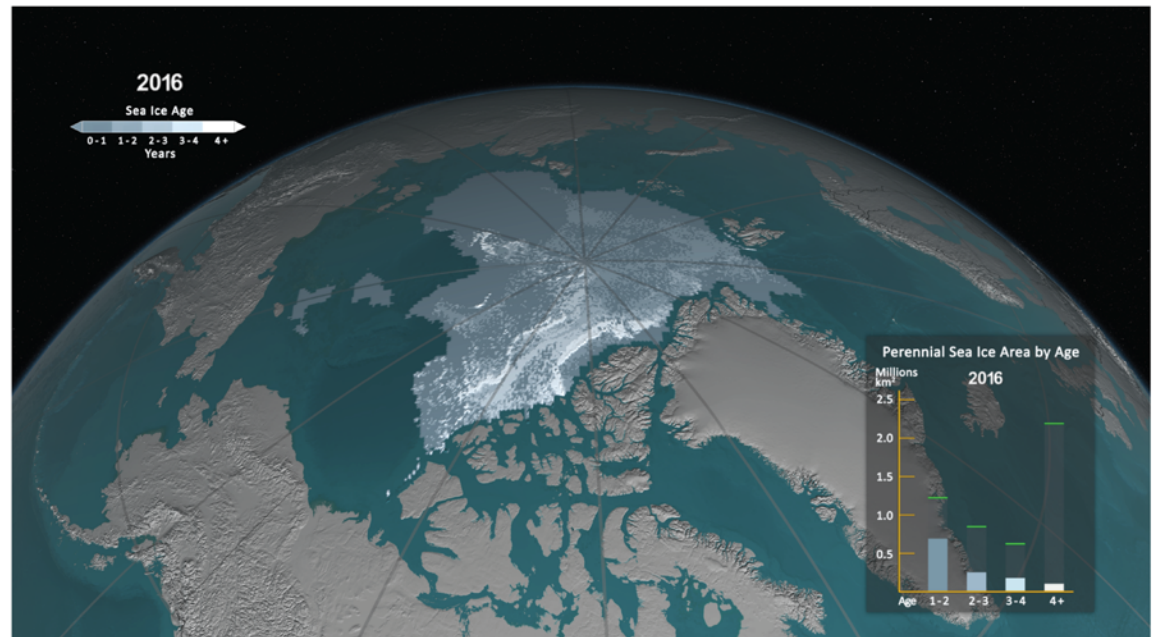 2016
Sea Ice Age
0-1 1-2 2-3 3-4 4+
Years
Perennial Sea Ice Area by Age
Millions
km²
2016
2.5
2.0
1.5
1.0
0.5
Age 1-2 2-3 3-4 4+